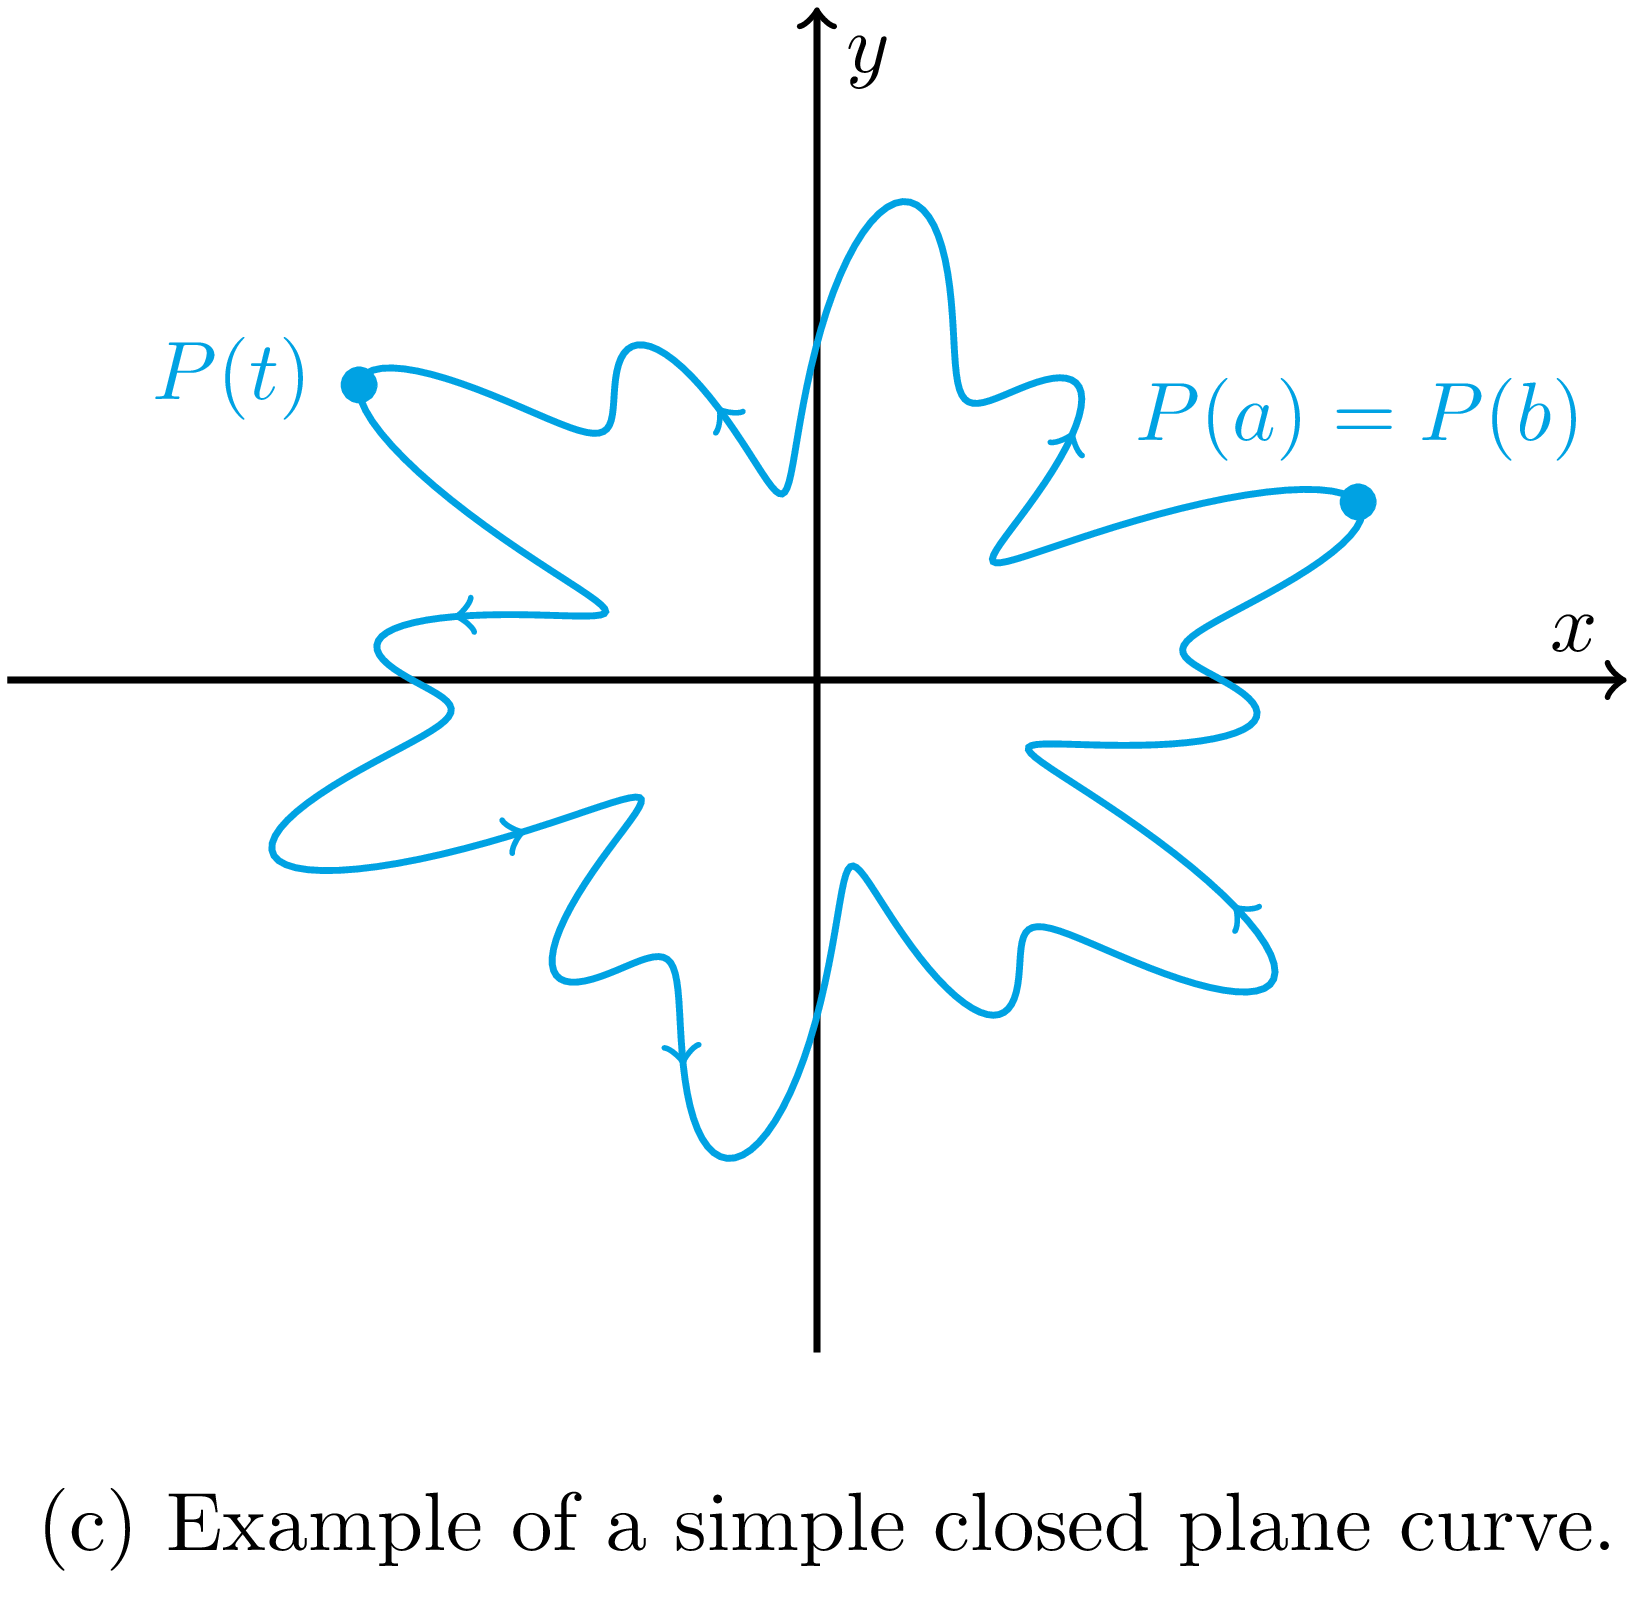 y
P(t)
P(a) = P(b)
x
(c) Example of a simple closed plane curve.